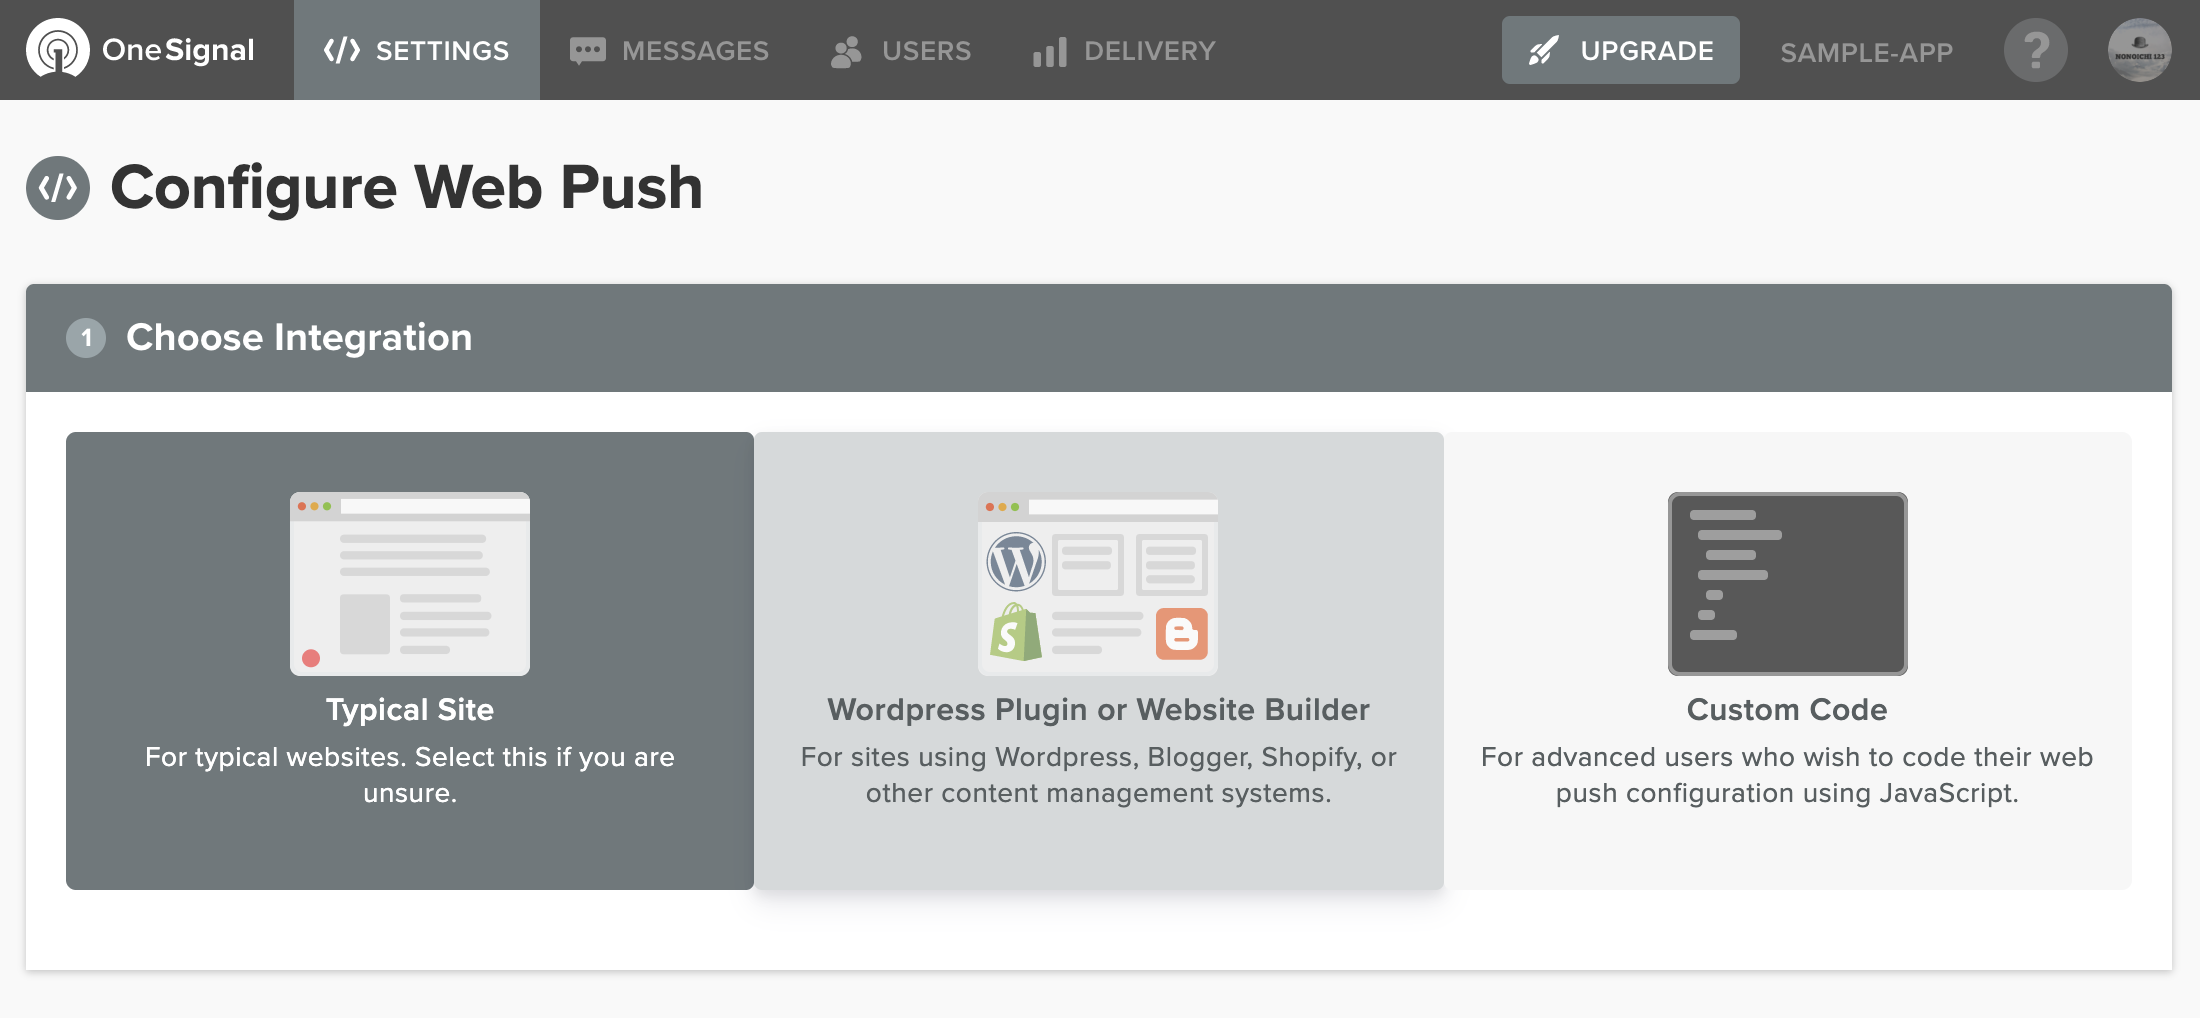 OneSignal
SETTINGS
MESSAGES
USERS
DELIVERY
UPGRADE
SAMPLE-APP
?
NONOICHI 123
Configure Web Push
1 Choose Integration
Typical Site
For typical websites. Select this if you are
unsure.
Wordpress Plugin or Website Builder
For sites using Wordpress, Blogger, Shopify, or
other content management systems.
Custom Code
For advanced users who wish to code their web
push configuration using JavaScript.